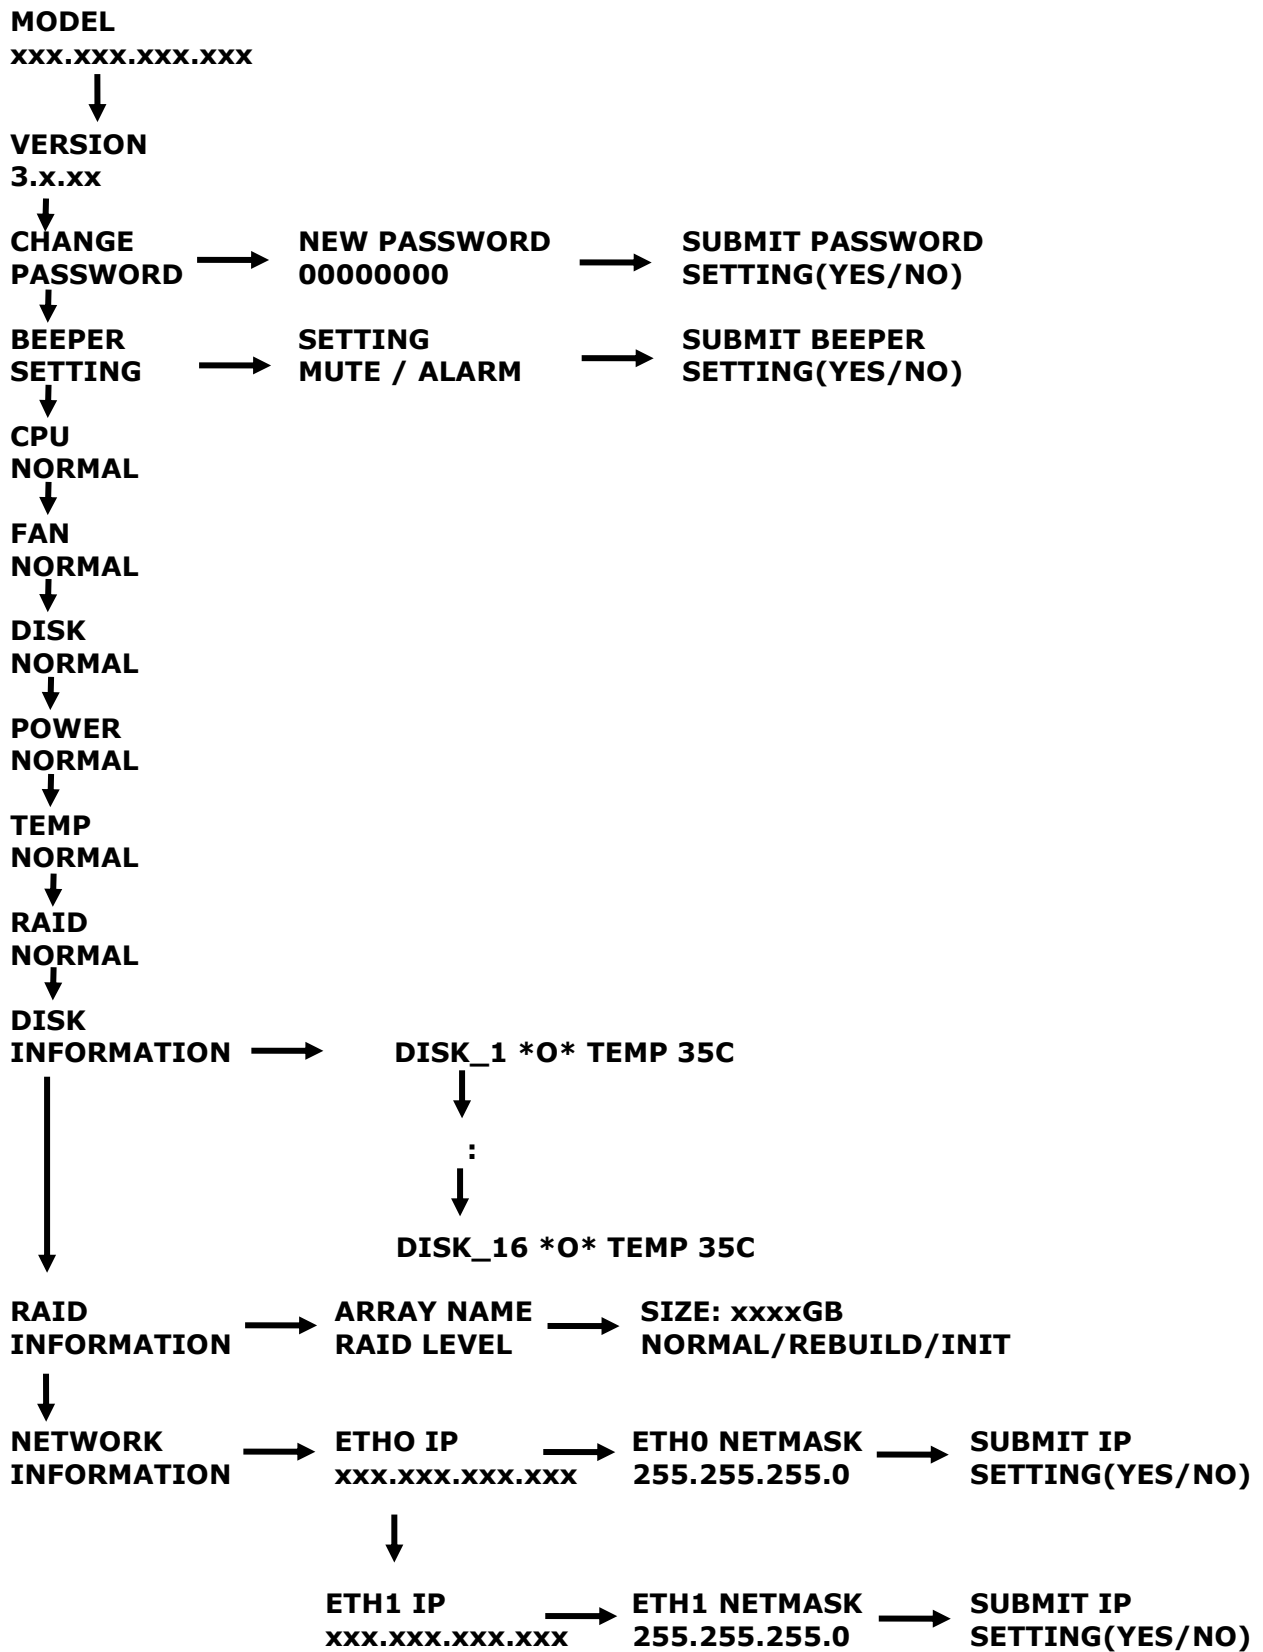 MODEL
xxx.xxx.xxx.xxx
VERSION
3.x.xx
CHANGE PASSWORD
NEW PASSWORD
00000000
SUBMIT PASSWORD
SETTING(YES/NO)
BEEPER
SETTING
SETTING
MUTE / ALARM
SUBMIT BEEPER
SETTING(YES/NO)
CPU
NORMAL
FAN
NORMAL
DISK
NORMAL
POWER
NORMAL
TEMP
NORMAL
RAID
NORMAL
DISK
INFORMATION
DISK_1 *O* TEMP 35C
:
DISK_16 *O* TEMP 35C
RAID
INFORMATION
ARRAY NAME
RAID LEVEL
SIZE: xxxxGB
NORMAL/REBUILD/INIT
NETWORK
INFORMATION
ETHO IP
xxx.xxx.xxx.xxx
ETH0 NETMASK
255.255.255.0
SUBMIT IP
SETTING(YES/NO)
ETH1 IP
xxx.xxx.xxx.xxx
ETH1 NETMASK
255.255.255.0
SUBMIT IP
SETTING(YES/NO)